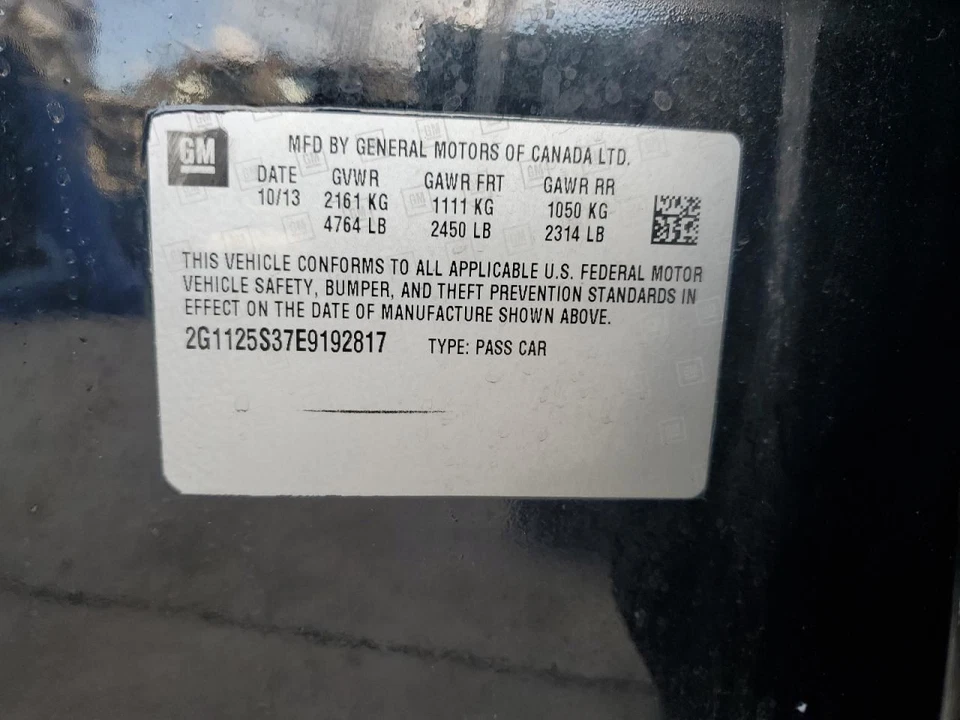 GM
MFD BY GENERAL MOTORS OF CANADA LTD.
DATE GVWR GAWR FRT GAWR RR
10/13 2161 KG 1111 KG 1050 KG
4764 LB 2450 LB 2314 LB
THIS VEHICLE CONFORMS TO ALL APPLICABLE U.S. FEDERAL MOTOR
VEHICLE SAFETY, BUMPER, AND THEFT PREVENTION STANDARDS IN
EFFECT ON THE DATE OF MANUFACTURE SHOWN ABOVE.
2G1125S37E9192817 TYPE: PASS CAR